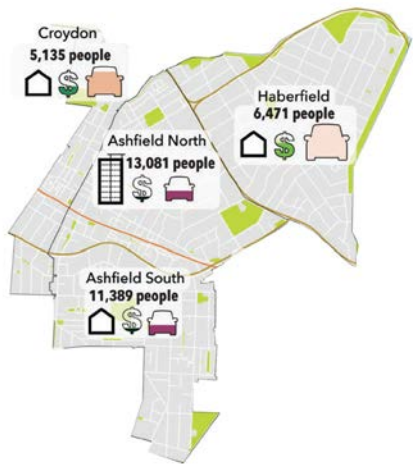 Croydon
5,135 people
$
Haberfield
6,471 people
$
Ashfield North
13,081 people
$
Ashfield South
11,389 people
$